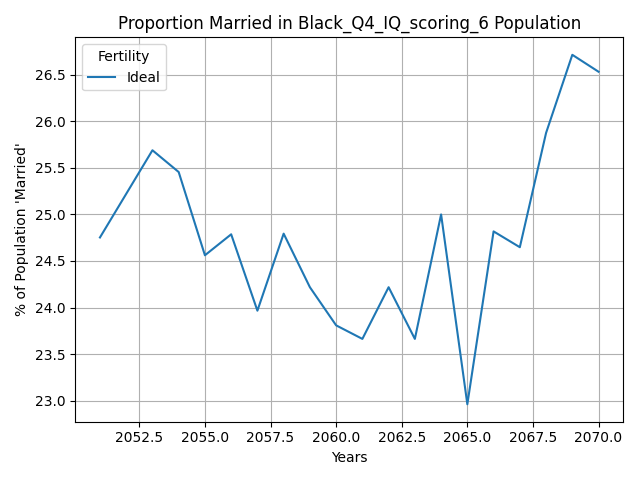 Proportion Married in Black_Q4_IQ_scoring_6 Population
Fertility
Ideal
% of Population 'Married'
26.5
26.0
25.5
25.0
24.5
24.0
23.5
23.0
2052.5 2055.0 2057.5 2060.0 2062.5 2065.0 2067.5 2070.0
Years